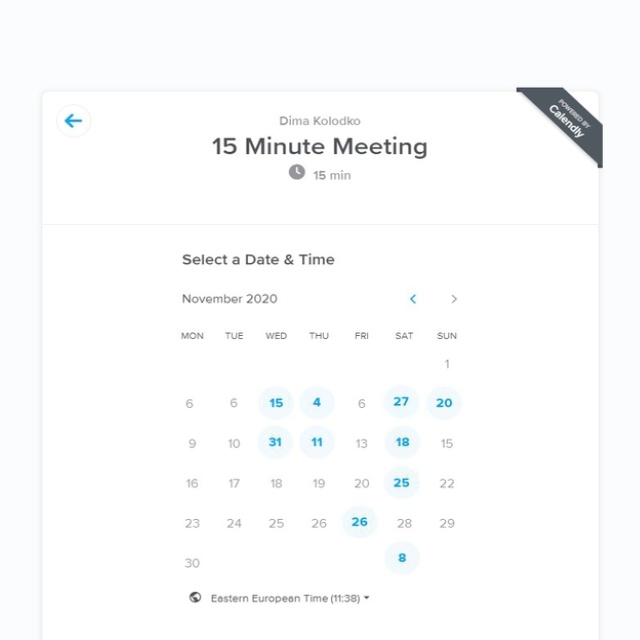 POWERED BY
Calendly
Dima Kolodko
15 Minute Meeting
15 min
Select a Date & Time
November 2020
MON TUE WED THU FRI SAT SUN
1
6 6 15 4 6 27 20
9 10 31 11 13 18 15
16 17 18 19 20 25 22
23 24 25 26 26 28 29
30 8
Eastern European Time (11:38)